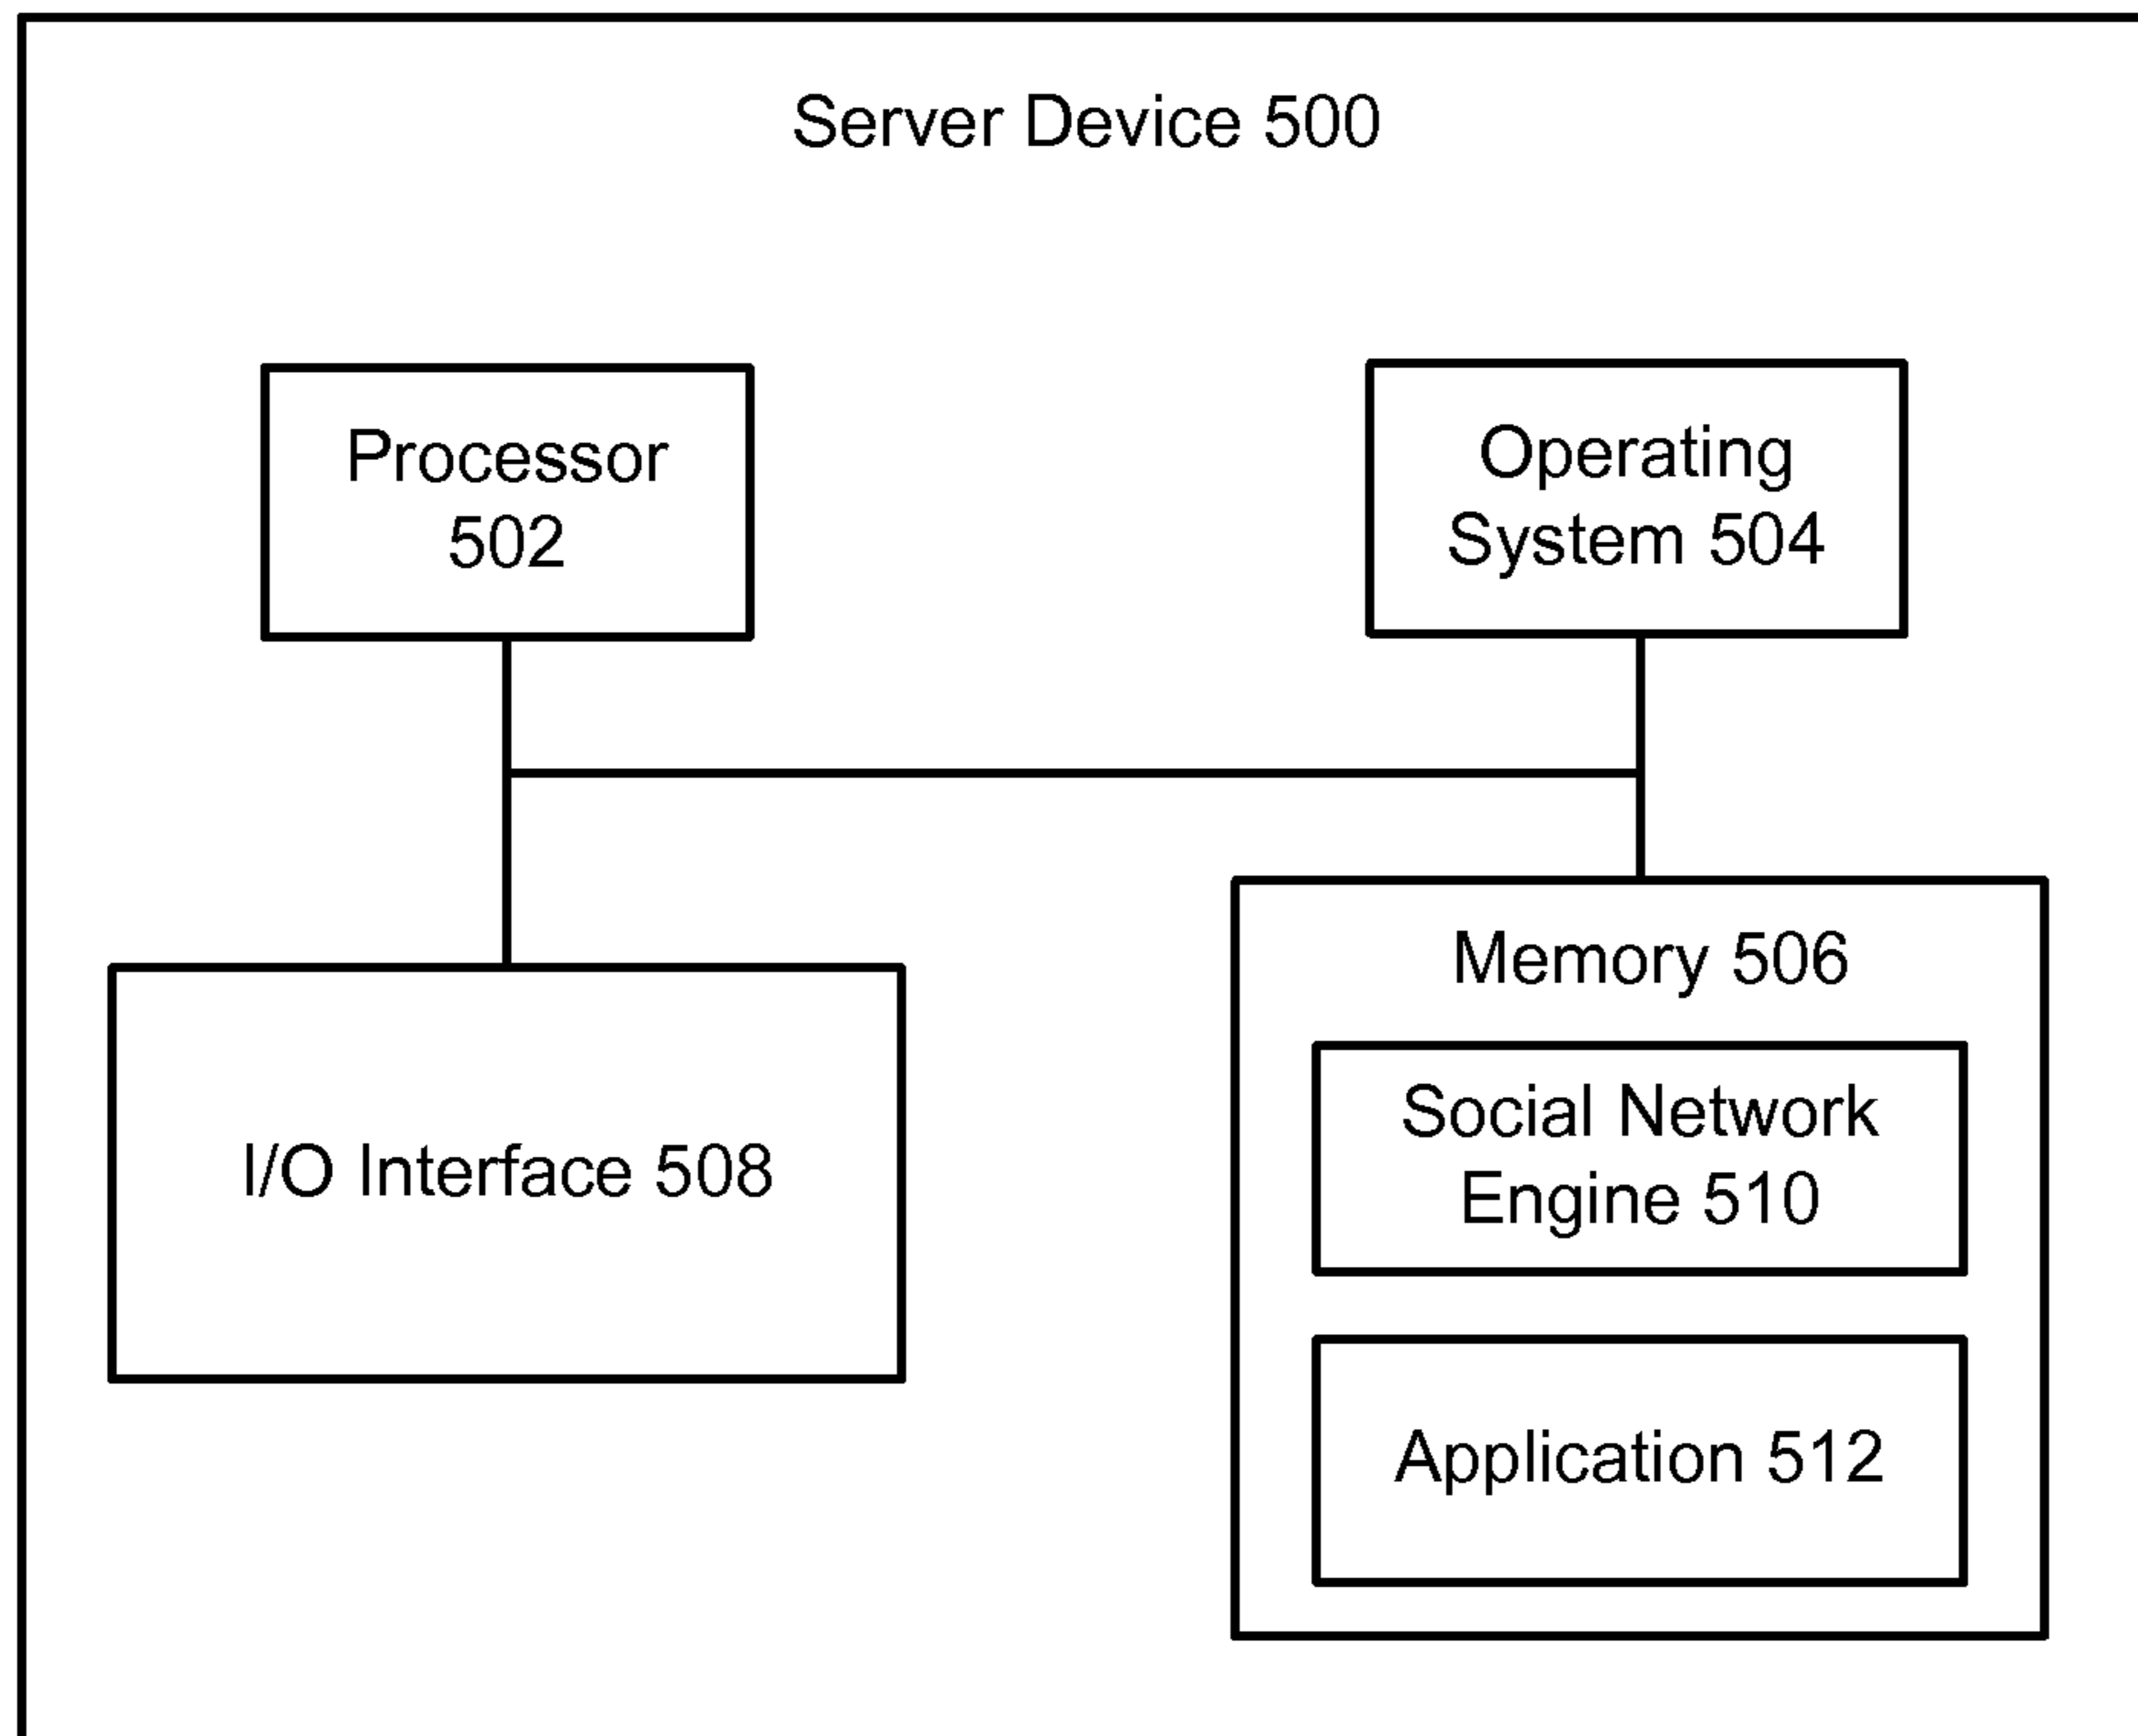 Server Device 500
Processor
502
Operating
System 504
I/O Interface 508
Memory 506
Social Network
Engine 510
Application 512